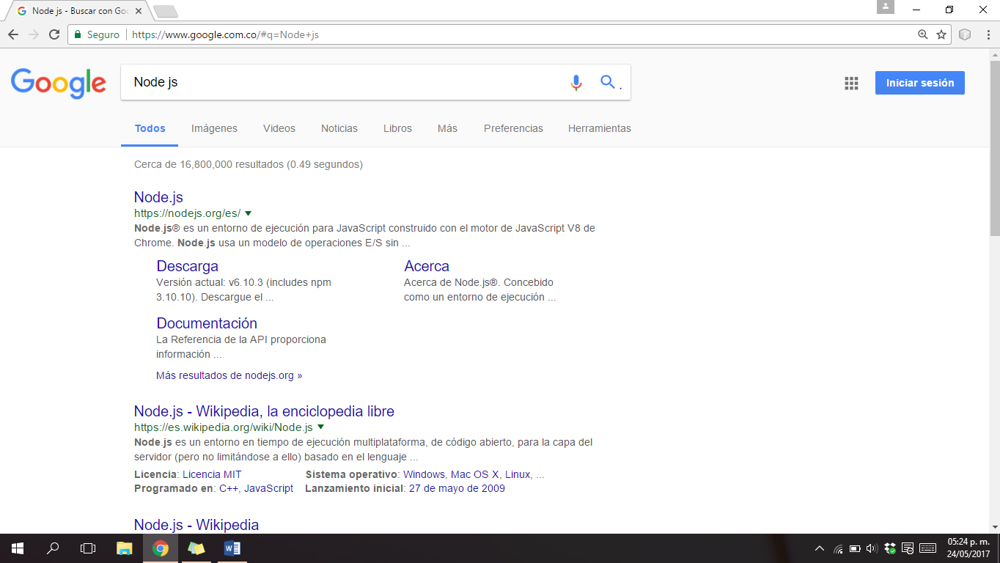 Node js - Buscar con Goo
Seguro https://www.google.com.co/#q=Node+js
Google
Node js
Iniciar sesión
Todos Imágenes Videos Noticias Libros Más Preferencias Herramientas
Cerca de 16,800,000 resultados (0.49 segundos)
Node.js
https://nodejs.org/es/
Node.js® es un entorno de ejecución para JavaScript construido con el motor de JavaScript V8 de
Chrome. Node.js usa un modelo de operaciones E/S sin ...
Descarga
Versión actual: v6.10.3 (includes npm
3.10.10). Descargue el ...
Acerca
Acerca de Node.js®. Concebido
como un entorno de ejecución ...
Documentación
La Referencia de la API proporciona
información ...
Más resultados de nodejs.org »
Node.js - Wikipedia, la enciclopedia libre
https://es.wikipedia.org/wiki/Node.js
Node.js es un entorno en tiempo de ejecución multiplataforma, de código abierto, para la capa del
servidor (pero no limitándose a ello) basado en el lenguaje ...
Licencia: Licencia MIT Sistema operativo: Windows, Mac OS X, Linux, ...
Programado en: C++, JavaScript Lanzamiento inicial: 27 de mayo de 2009
Node.js - Wikipedia
05:24 p. m.
24/05/2017